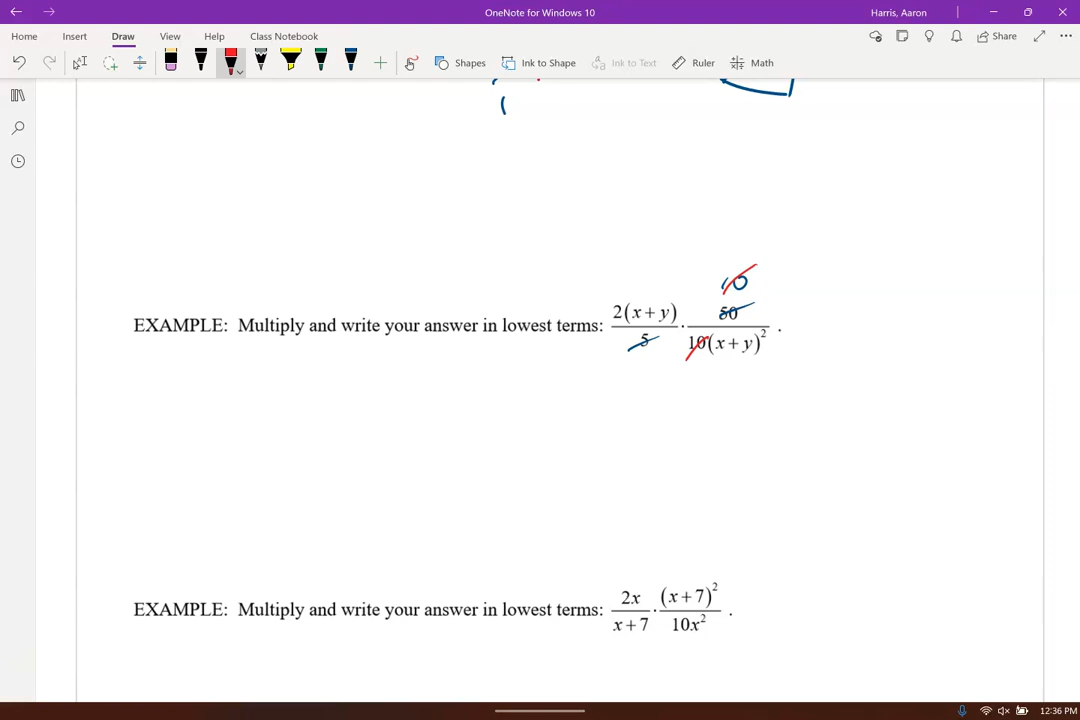 OneNote for Windows 10
Harris, Aaron
Home Insert Draw View Help Class Notebook
Share
Shapes Ink to Shape Ink to Text Ruler Math
10
EXAMPLE: Multiply and write your answer in lowest terms: 2(x+y)/5 · 50/10(x+y)² .
EXAMPLE: Multiply and write your answer in lowest terms: 2x/x+7 · (x+7)²/10x² .
12:36 PM